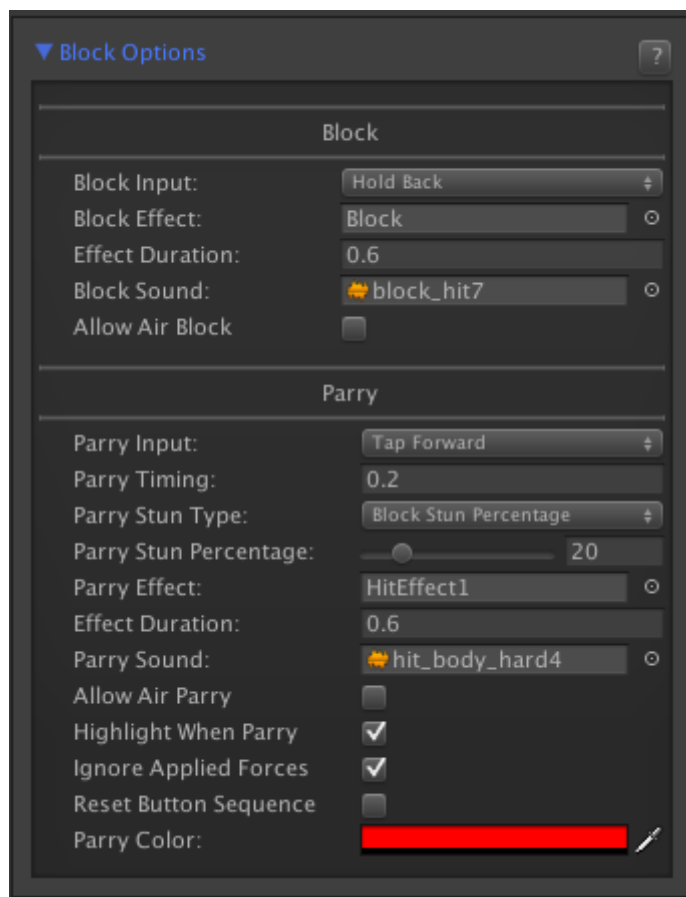 ▼ Block Options ?
Block
Block Input: Hold Back
Block Effect: Block
Effect Duration: 0.6
Block Sound: block_hit7
Allow Air Block
Parry
Parry Input: Tap Forward
Parry Timing: 0.2
Parry Stun Type: Block Stun Percentage
Parry Stun Percentage: 20
Parry Effect: HitEffect1
Effect Duration: 0.6
Parry Sound: hit_body_hard4
Allow Air Parry
Highlight When Parry
Ignore Applied Forces
Reset Button Sequence
Parry Color: